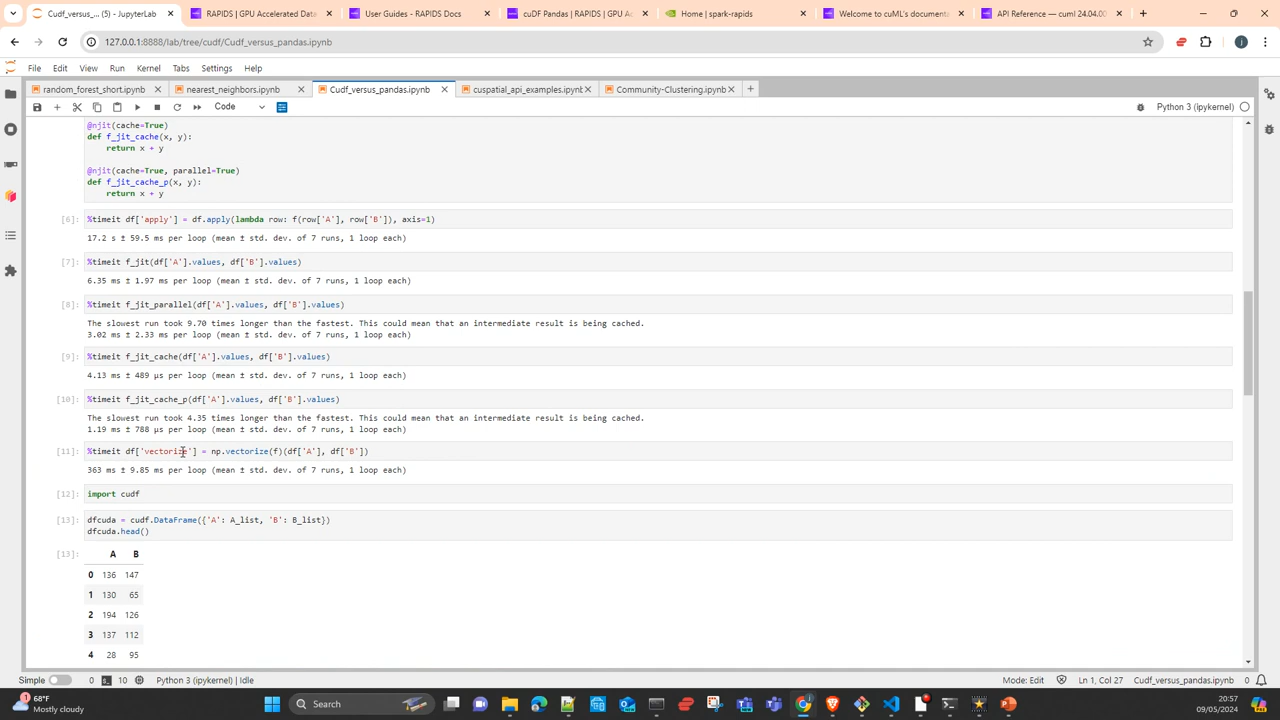 Cudf_versus_... (5) - JupyterLab
RAPIDS | GPU Accelerated Data
User Guides - RAPIDS Docs
cuDF Pandas | RAPIDS | GPU Ac
Home | spark-rapids
Welcome to cuML's documenta
API Reference — cuml 24.04.00
127.0.0.1:8888/lab/tree/cudf/Cudf_versus_pandas.ipynb
File Edit View Run Kernel Tabs Settings Help
random_forest_short.ipynb
nearest_neighbors.ipynb
Cudf_versus_pandas.ipynb
cuspatial_api_examples.ipynb
Community-Clustering.ipynb
Code
Python 3 (ipykernel)
@njit(cache=True)
def f_jit_cache(x, y):
return x + y
@njit(cache=True, parallel=True)
def f_jit_cache_p(x, y):
return x + y
[6]: %timeit df['apply'] = df.apply(lambda row: f(row['A'], row['B']), axis=1)
17.2 s ± 59.5 ms per loop (mean ± std. dev. of 7 runs, 1 loop each)
[7]: %timeit f_jit(df['A'].values, df['B'].values)
6.35 ms ± 1.97 ms per loop (mean ± std. dev. of 7 runs, 1 loop each)
[8]: %timeit f_jit_parallel(df['A'].values, df['B'].values)
The slowest run took 9.70 times longer than the fastest. This could mean that an intermediate result is being cached.
3.02 ms ± 2.33 ms per loop (mean ± std. dev. of 7 runs, 1 loop each)
[9]: %timeit f_jit_cache(df['A'].values, df['B'].values)
4.13 ms ± 489 µs per loop (mean ± std. dev. of 7 runs, 1 loop each)
[10]: %timeit f_jit_cache_p(df['A'].values, df['B'].values)
The slowest run took 4.35 times longer than the fastest. This could mean that an intermediate result is being cached.
1.19 ms ± 788 µs per loop (mean ± std. dev. of 7 runs, 1 loop each)
[11]: %timeit df['vectorize'] = np.vectorize(f)(df['A'], df['B'])
363 ms ± 9.85 ms per loop (mean ± std. dev. of 7 runs, 1 loop each)
[12]: import cudf
[13]: dfcuda = cudf.DataFrame({'A': A_list, 'B': B_list})
dfcuda.head()
[13]: A B
0 136 147
1 130 65
2 194 126
3 137 112
4 28 95
Simple 0 10 Python 3 (ipykernel) | Idle
Mode: Edit Ln 1, Col 27 Cudf_versus_pandas.ipynb 0
1
68°F
Mostly cloudy
Search
20:57
09/05/2024